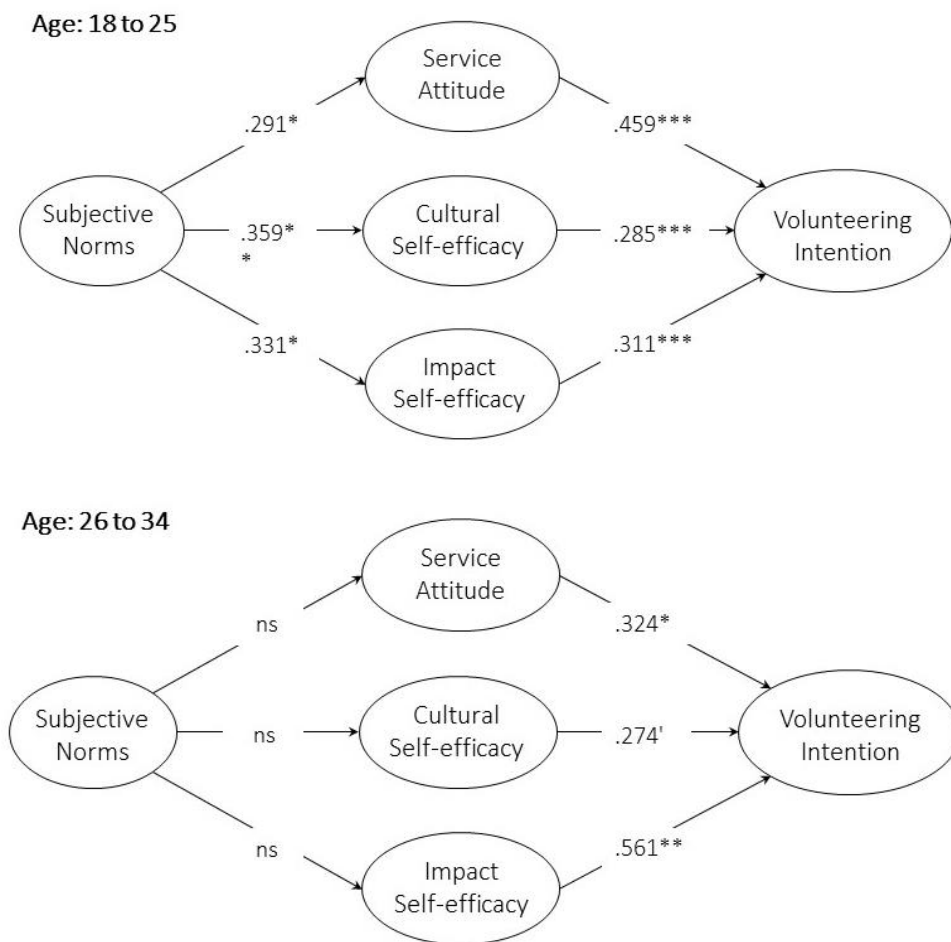 Age: 18 to 25
Service
Attitude
.291*
.459***
Subjective
Norms
.359*
*
Cultural
Self-efficacy
.285***
Volunteering
Intention
.331*
.311***
Impact
Self-efficacy
Age: 26 to 34
Service
Attitude
ns
.324*
Subjective
Norms
ns
Cultural
Self-efficacy
.274'
Volunteering
Intention
ns
.561**
Impact
Self-efficacy